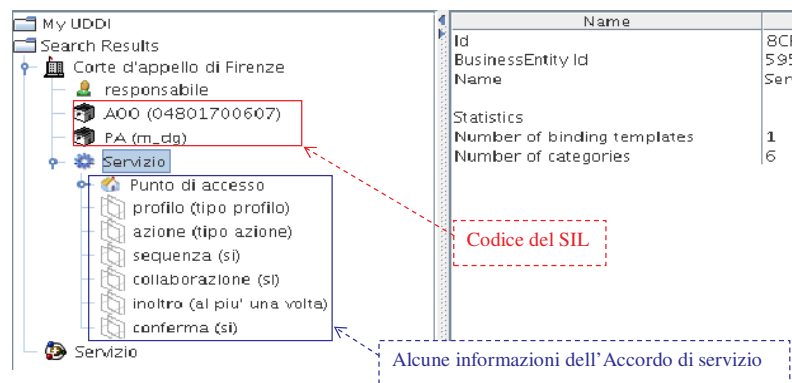 My UDDI
Search Results
Corte d'appello di Firenze
responsabile
AOO (04801700607)
PA (m_dg)
Servizio
Punto di accesso
profilo (tipo profilo)
azione (tipo azione)
sequenza (si)
collaborazione (si)
inoltro (al piu' una volta)
conferma (si)
Servizio
Name
Id
BusinessEntity Id 595
Name Ser
Statistics
Number of binding templates 1
Number of categories 6
Codice del SIL
Alcune informazioni dell'Accordo di servizio